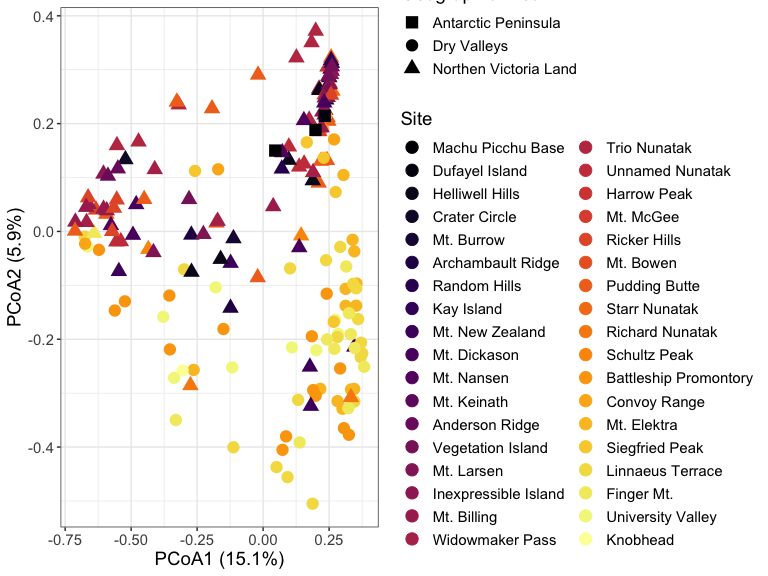 Antarctic Peninsula
Dry Valleys
Northen Victoria Land
Site
Machu Picchu Base
Dufayel Island
Helliwell Hills
Crater Circle
Mt. Burrow
Archambault Ridge
Random Hills
Kay Island
Mt. New Zealand
Mt. Dickason
Mt. Nansen
Mt. Keinath
Anderson Ridge
Vegetation Island
Mt. Larsen
Inexpressible Island
Mt. Billing
Widowmaker Pass
Trio Nunatak
Unnamed Nunatak
Harrow Peak
Mt. McGee
Ricker Hills
Mt. Bowen
Pudding Butte
Starr Nunatak
Richard Nunatak
Schultz Peak
Battleship Promontory
Convoy Range
Mt. Elektra
Siegfried Peak
Linnaeus Terrace
Finger Mt.
University Valley
Knobhead
PCoA2 (5.9%)
0.4
0.2
0.0
-0.2
-0.4
-0.75
-0.50
-0.25
0.00
0.25
PCoA1 (15.1%)